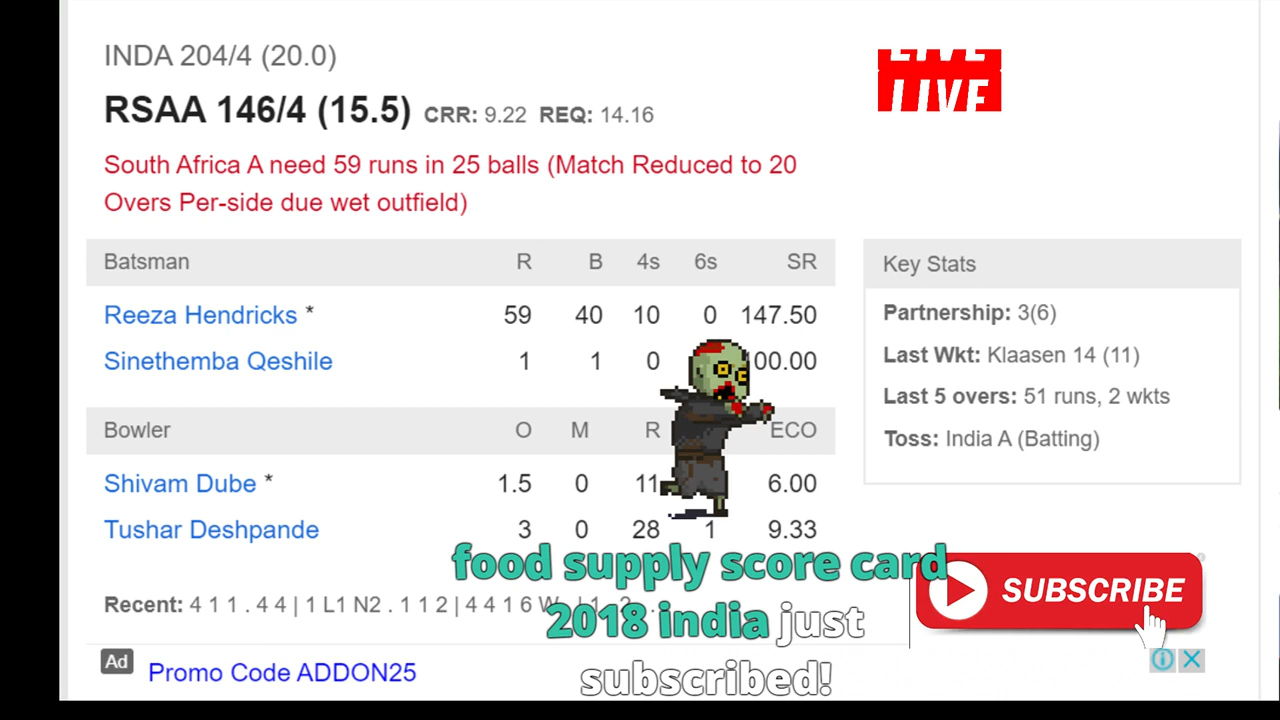 INDA 204/4 (20.0)
LIVE
RSAA 146/4 (15.5) CRR: 9.22 REQ: 14.16
South Africa A need 59 runs in 25 balls (Match Reduced to 20
Overs Per-side due wet outfield)
Batsman R B 4s 6s SR
Reeza Hendricks * 59 40 10 0 147.50
Sinethemba Qeshile 1 1 0 00.00
Bowler O M R ECO
Shivam Dube * 1.5 0 11 6.00
Tushar Deshpande 3 0 28 1 9.33
Recent: 4 1 1 . 4 4 | 1 L1 N2 . 1 1 2 | 4 4 1 6 W
Key Stats
Partnership: 3(6)
Last Wkt: Klaasen 14 (11)
Last 5 overs: 51 runs, 2 wkts
Toss: India A (Batting)
food supply score card
2018 india just
subscribed!
SUBSCRIBE
Ad Promo Code ADDON25